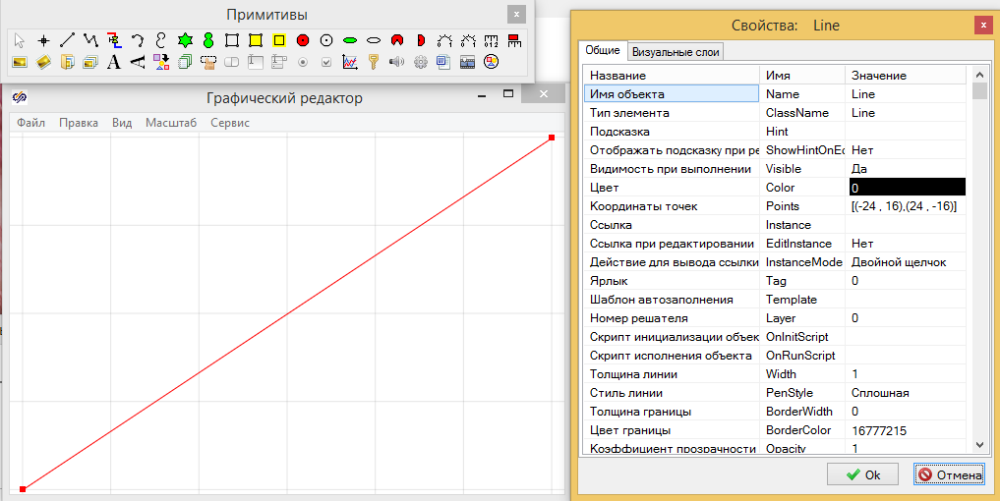 Примитивы
x
A A
012
Графический редактор
Файл Правка Вид Масштаб Сервис
Свойства: Line
x
Общие Визуальные слои
Название Имя Значение
Имя объекта Name Line
Тип элемента ClassName Line
Подсказка Hint
Отображать подсказку при ре ShowHintOnEc Нет
Видимость при выполнении Visible Да
Цвет Color 0
Координаты точек Points [(-24 , 16),(24 , -16)]
Ссылка Instance
Ссылка при редактировании EditInstance Нет
Действие для вывода ссылки InstanceMode Двойной щелчок
Ярлык Tag 0
Шаблон автозаполнения Template
Номер решателя Layer 0
Скрипт инициализации объек OnInitScript
Скрипт исполнения объекта OnRunScript
Толщина линии Width 1
Стиль линии PenStyle Сплошная
Толщина границы BorderWidth 0
Цвет границы BorderColor 16777215
Коэффициент прозрачности Opacity 1
Ok Отмена